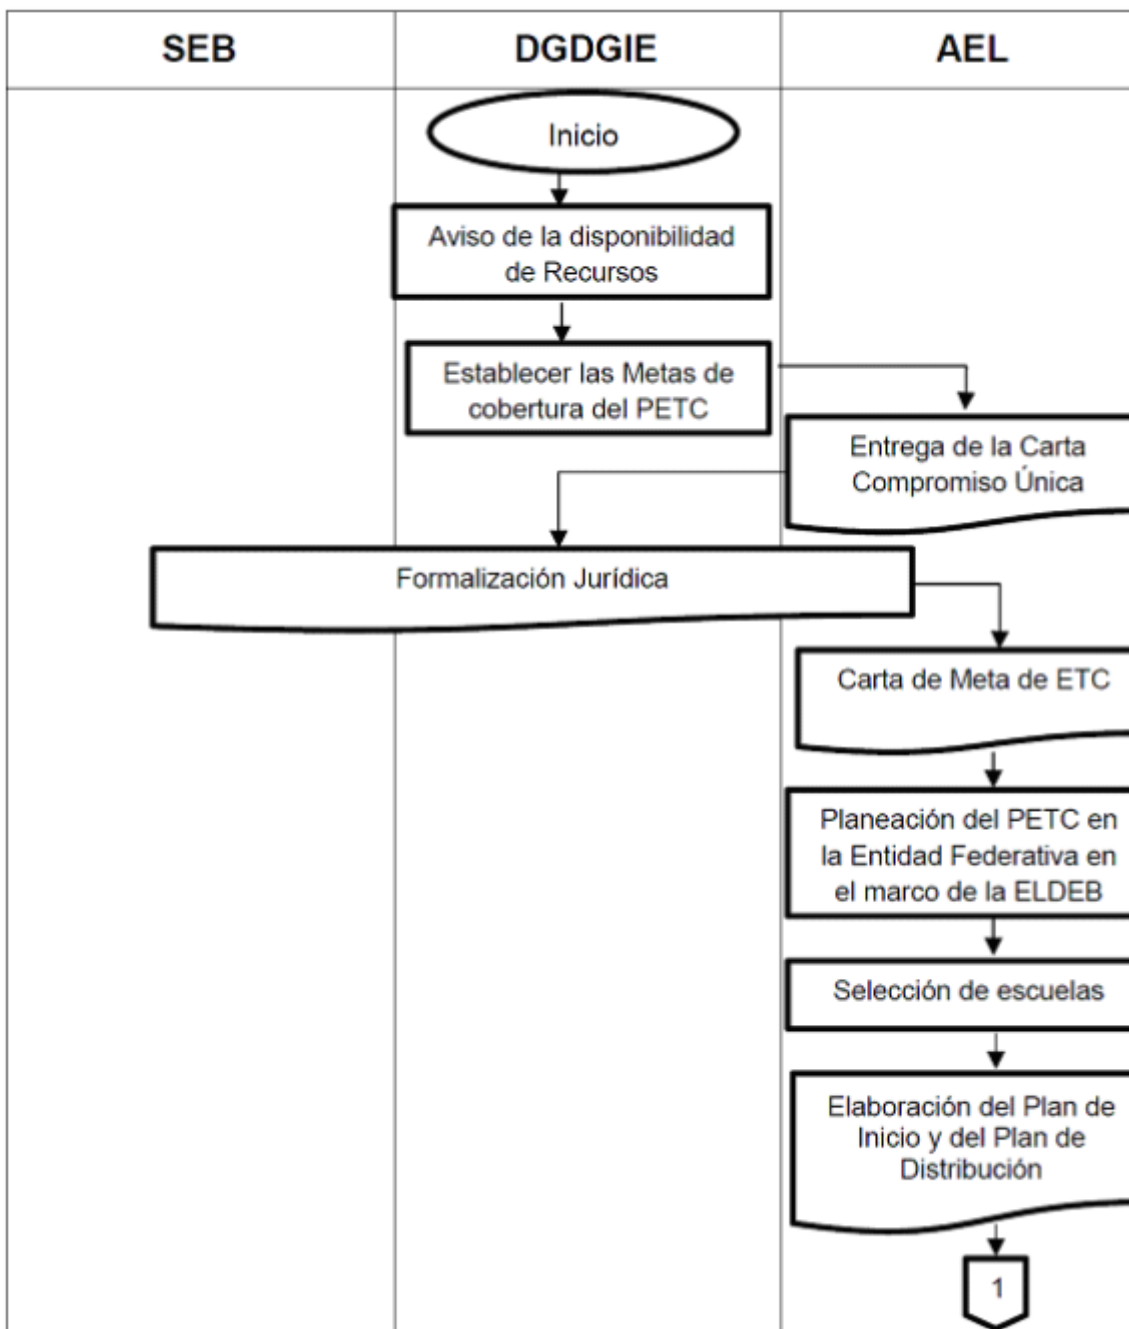 SEB
DGDGIE
AEL
Inicio
Aviso de la disponibilidad
de Recursos
Establecer las Metas de
cobertura del PETC
Entrega de la Carta
Compromiso Única
Formalización Jurídica
Carta de Meta de ETC
Planeación del PETC en
la Entidad Federativa en
el marco de la ELDEB
Selección de escuelas
Elaboración del Plan de
Inicio y del Plan de
Distribución
1